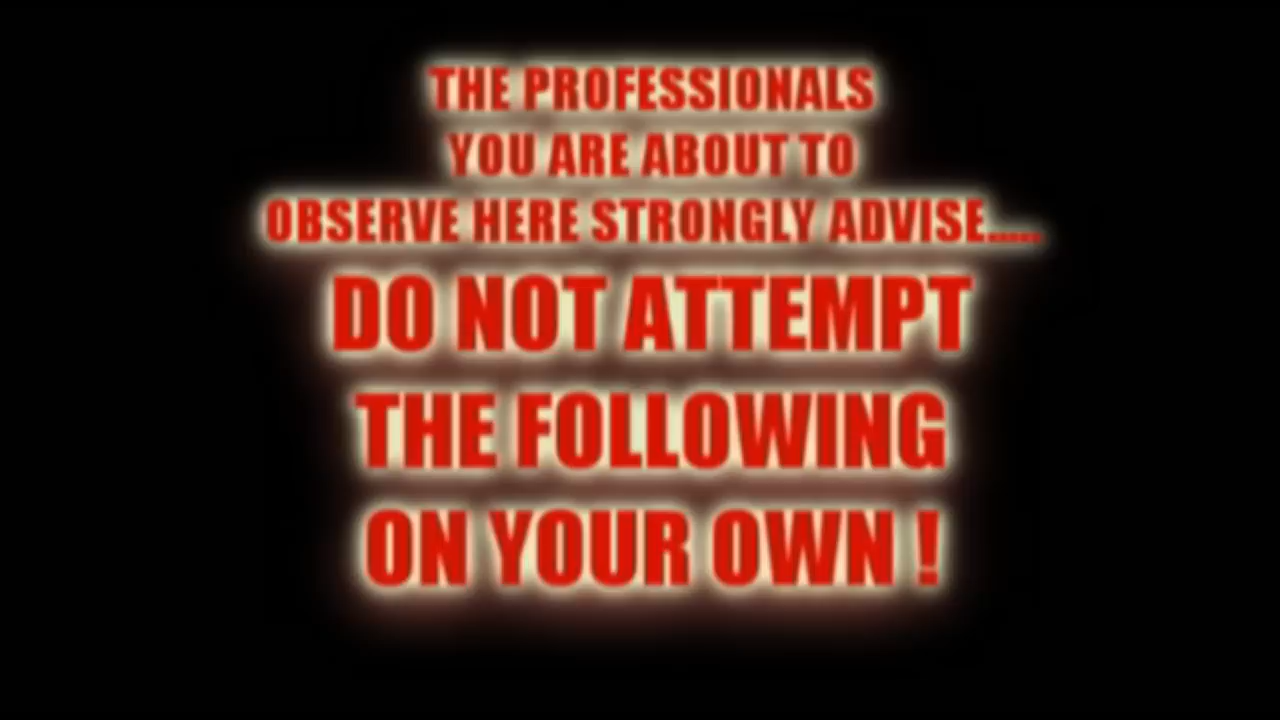 THE PROFESSIONALS
YOU ARE ABOUT TO
OBSERVE HERE STRONGLY ADVISE.....
DO NOT ATTEMPT
THE FOLLOWING
ON YOUR OWN !